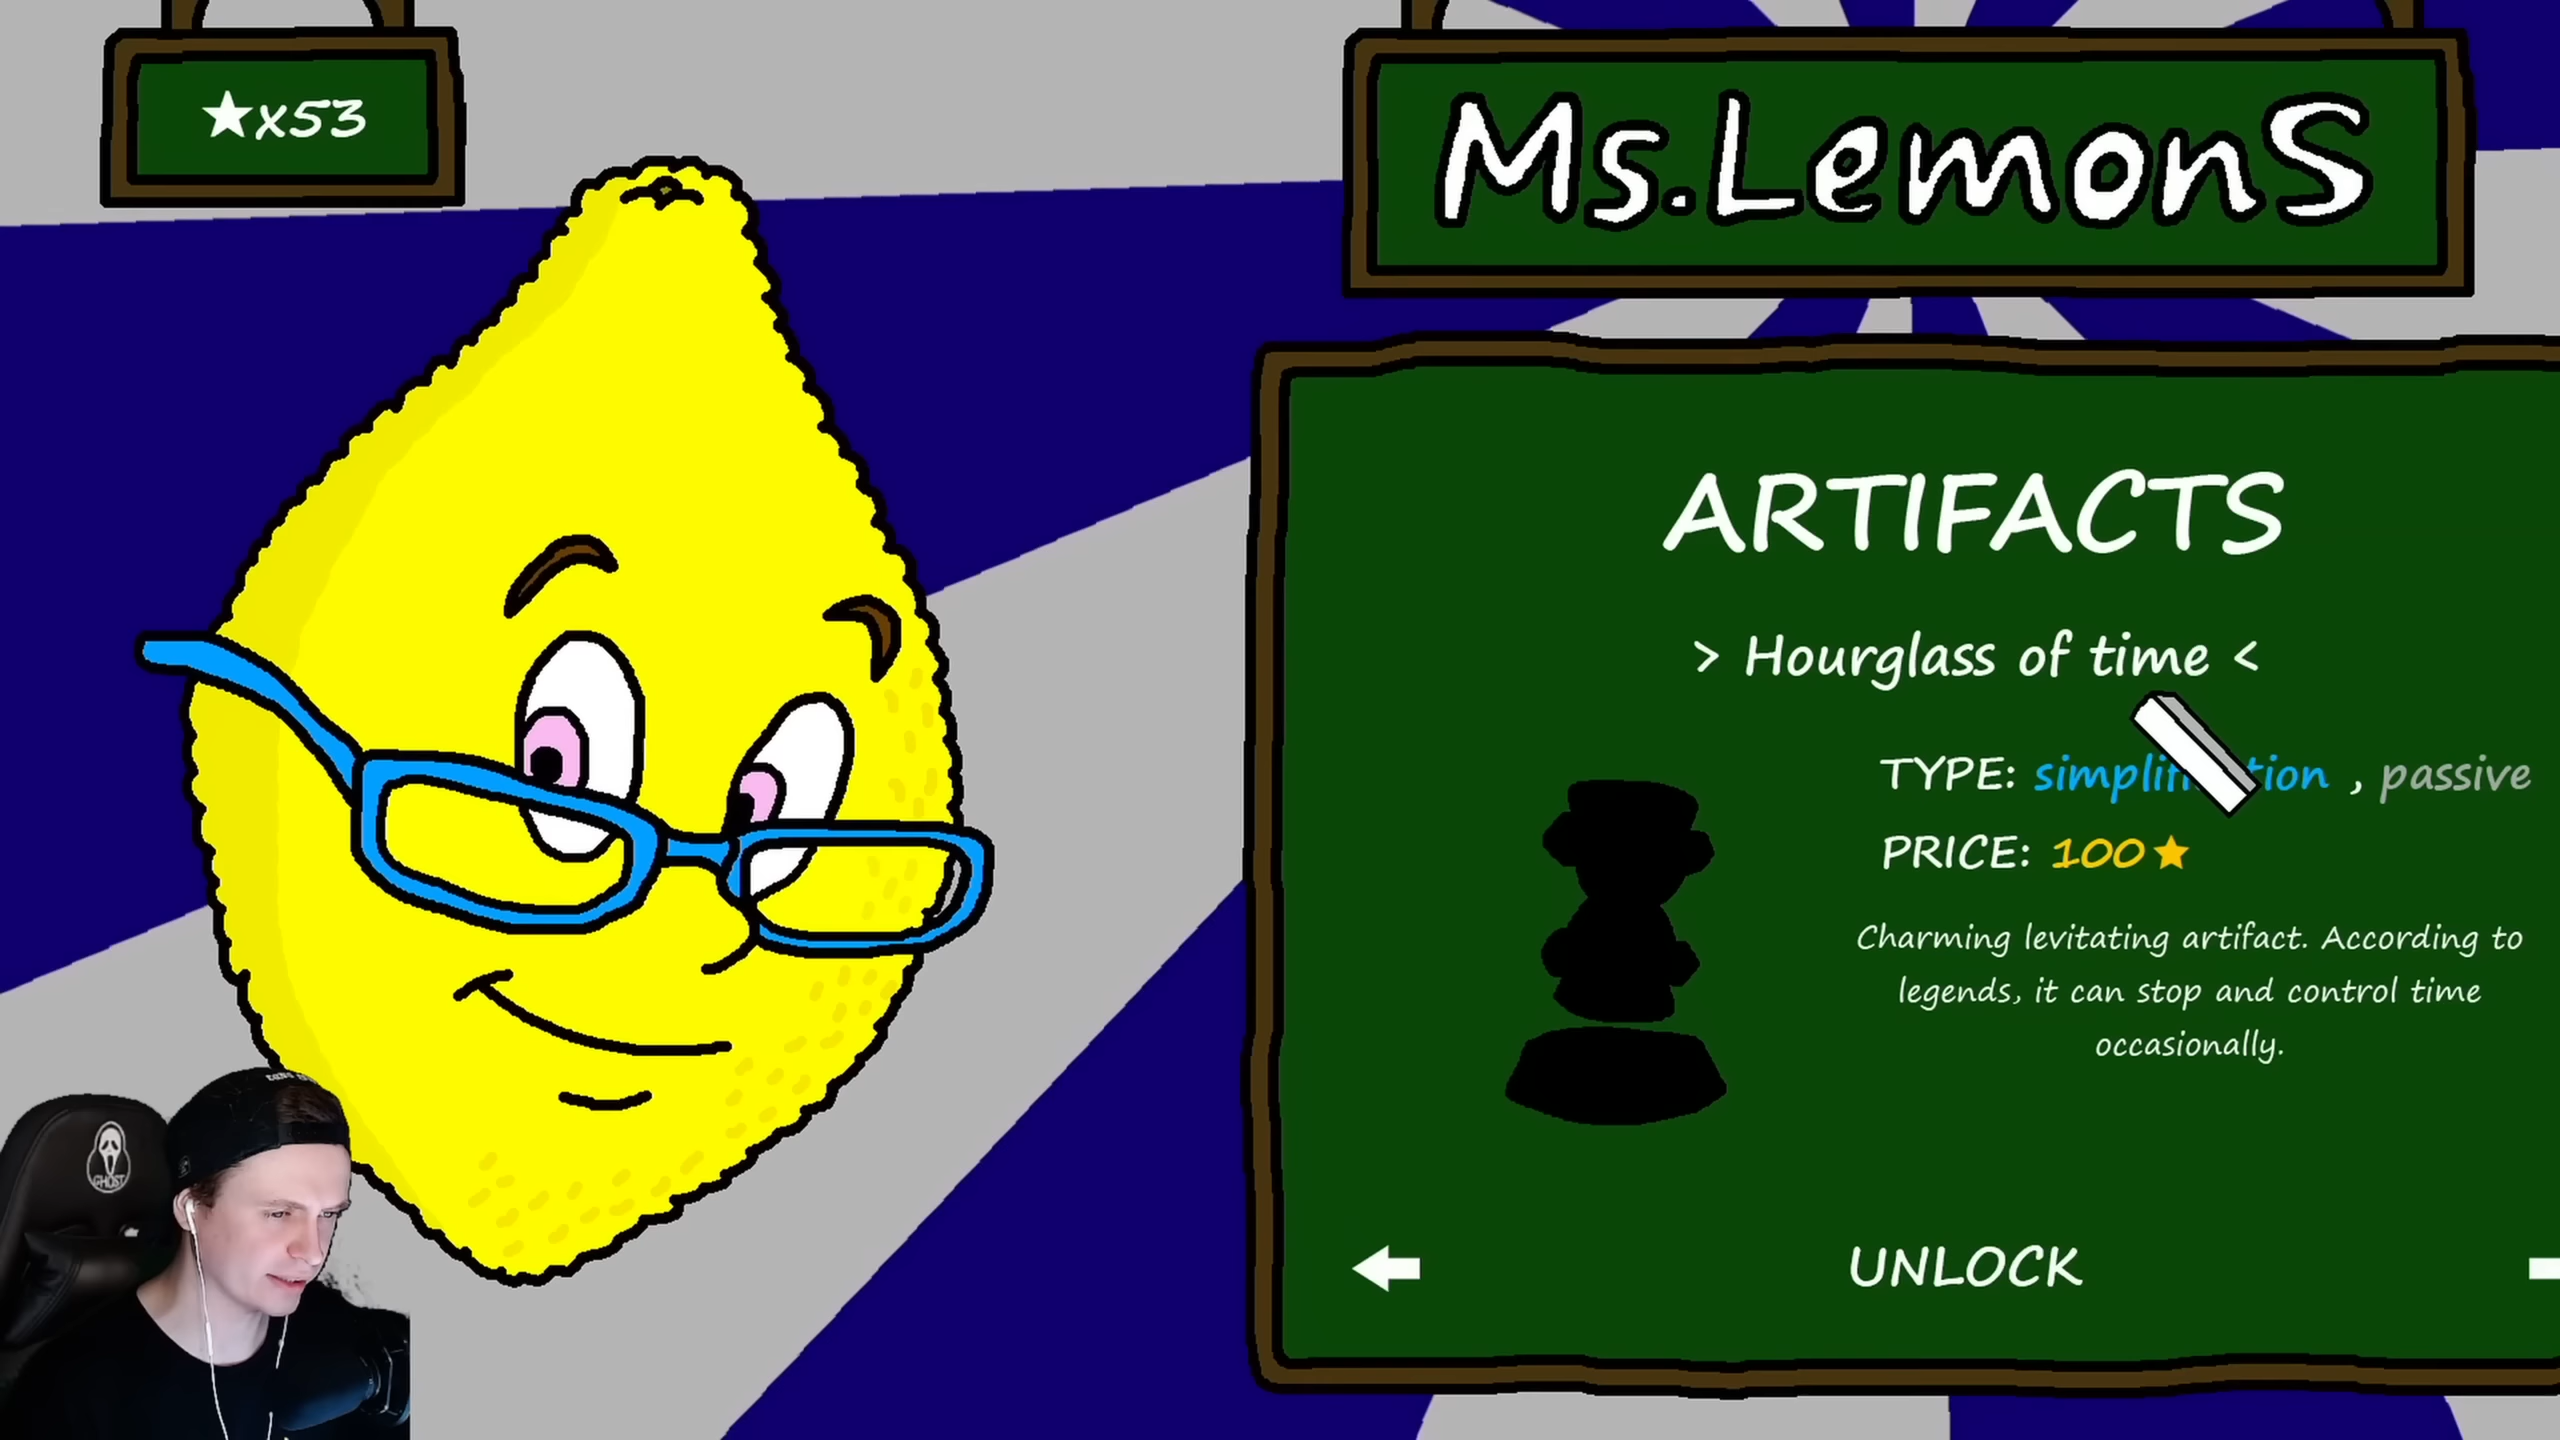 ★x53
Ms.LemonS
ARTIFACTS
> Hourglass of time <
TYPE: , passive
PRICE: 100★
Charming levitating artifact. According to
legends, it can stop and control time
occasionally.
UNLOCK
GHOST